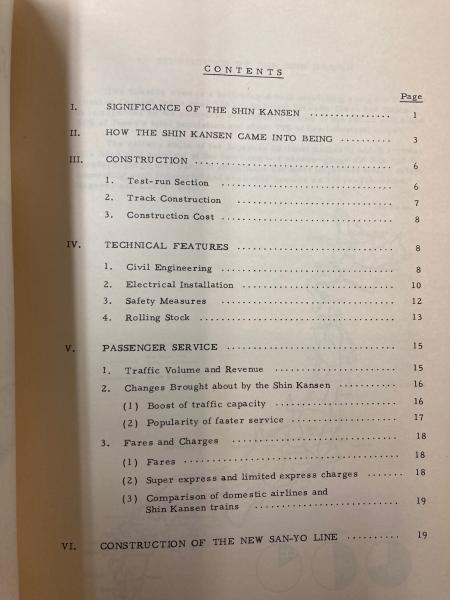 CONTENTS
Page
I. SIGNIFICANCE OF THE SHIN KANSEN ................ 1
II. HOW THE SHIN KANSEN CAME INTO BEING .......... 3
III. CONSTRUCTION .................................... 6
1. Test-run Section ............................... 6
2. Track Construction ............................ 7
3. Construction Cost ............................... 8
IV. TECHNICAL FEATURES ............................ 8
1. Civil Engineering ............................... 8
2. Electrical Installation .......................... 10
3. Safety Measures ............................... 12
4. Rolling Stock ................................... 13
V. PASSENGER SERVICE .............................. 15
1. Traffic Volume and Revenue ..................... 15
2. Changes Brought about by the Shin Kansen .......... 16
(1) Boost of traffic capacity ..................... 16
(2) Popularity of faster service .................. 17
3. Fares and Charges ............................. 18
(1) Fares ....................................... 18
(2) Super express and limited express charges ....... 18
(3) Comparison of domestic airlines and
Shin Kansen trains ......................... 19
VI. CONSTRUCTION OF THE NEW SAN-YO LINE .......... 19